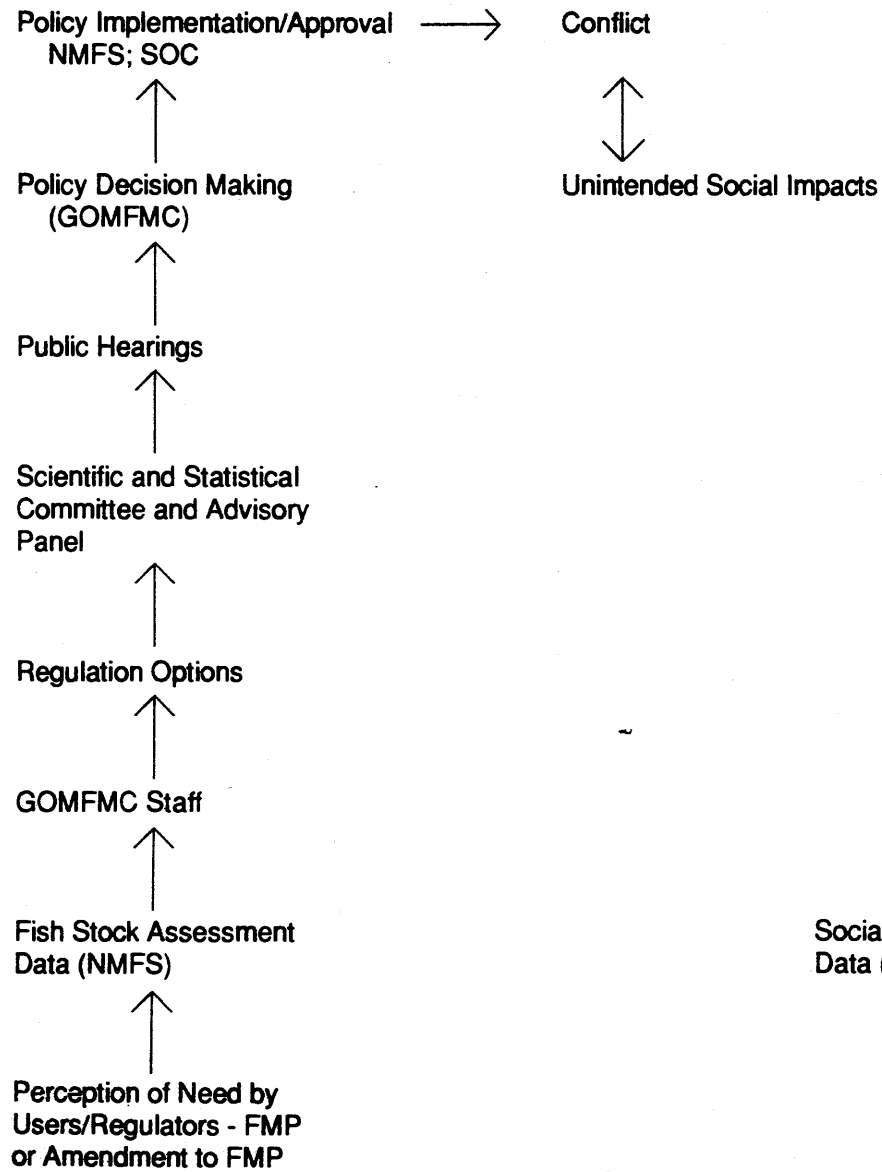 Policy Implementation/Approval
NMFS; SOC
Conflict
Policy Decision Making
(GOMFMC)
Unintended Social Impacts
Public Hearings
Scientific and Statistical
Committee and Advisory
Panel
Regulation Options
GOMFMC Staff
Fish Stock Assessment
Data (NMFS)
Data
Perception of Need by
Users/Regulators - FMP
or Amendment to FMP